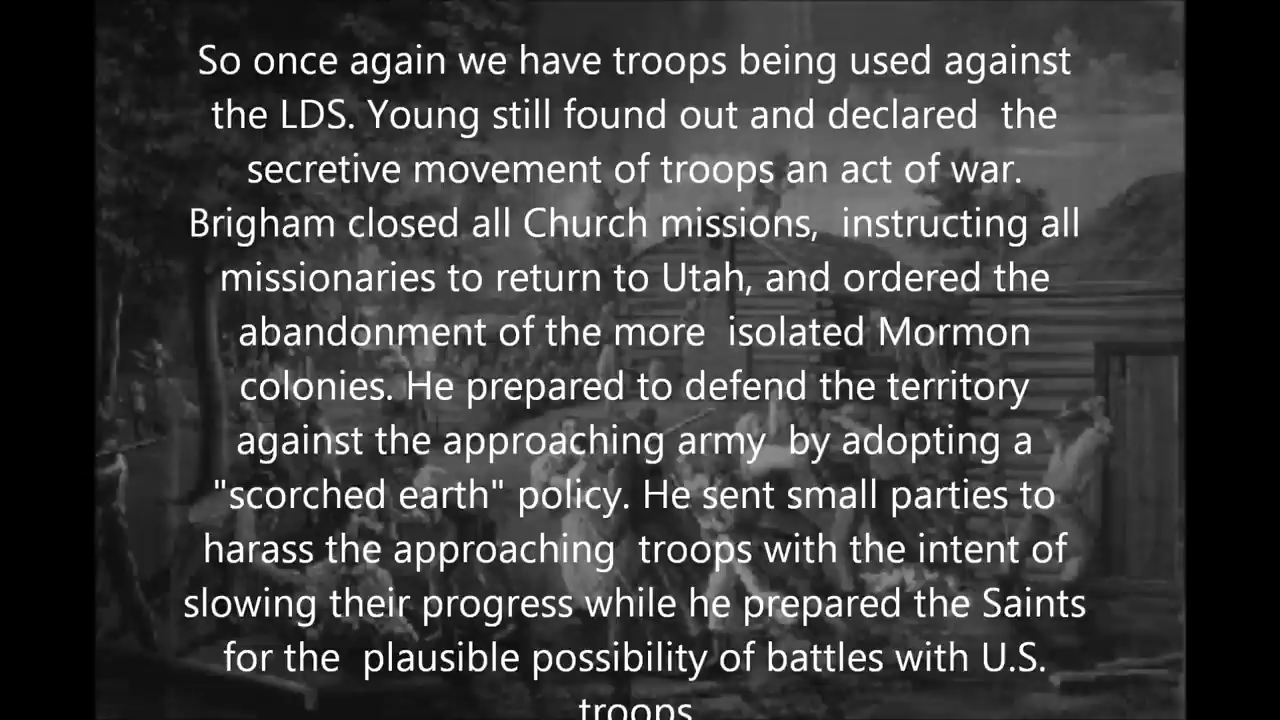 So once again we have troops being used against
the LDS. Young still found out and declared  the
secretive movement of troops an act of war.
Brigham closed all Church missions,  instructing all
missionaries to return to Utah, and ordered the
abandonment of the more  isolated Mormon
colonies. He prepared to defend the territory
against the approaching army  by adopting a
"scorched earth" policy. He sent small parties to
harass the approaching  troops with the intent of
slowing their progress while he prepared the Saints
for the  plausible possibility of battles with U.S.
troops